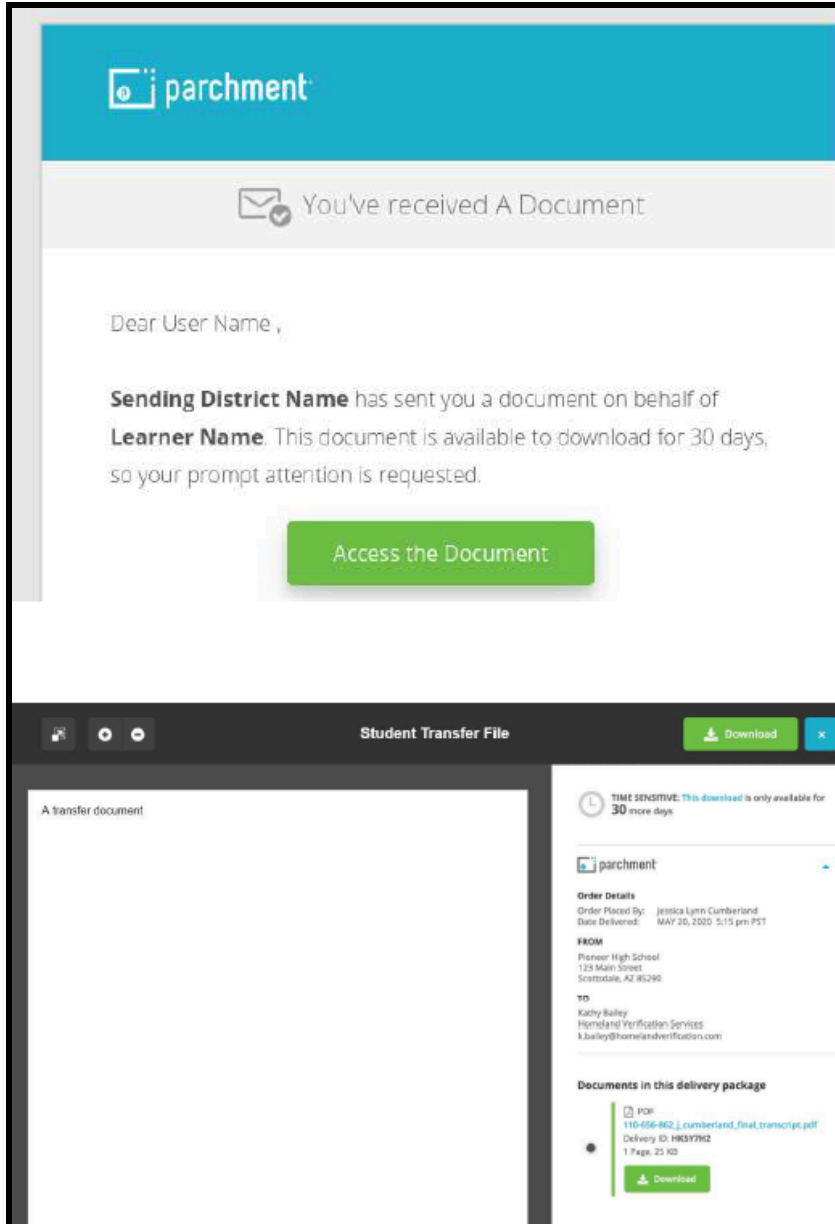 parchment
You've received A Document
Dear User Name ,
Sending District Name has sent you a document on behalf of
Learner Name. This document is available to download for 30 days,
so your prompt attention is requested.
Access the Document
Student Transfer File
Download
×
A transfer document
TIME SENSITIVE: This download is only available for
30 more days
parchment
Order Details
Order Placed By: Jessica Lynn Cumberland
Date Delivered: MAY 20, 2020 5:15 pm PST
FROM
Pioneer High School
123 Main Street
Scottsdale, AZ 85290
TO
Kathy Bailey
Homeland Verification Services
k.bailey@homelandverification.com
Documents in this delivery package
PDF
110-656-862_j_cumberland_final_transcript.pdf
Delivery ID: HKSY7H2
1 Page, 25 KB
Download